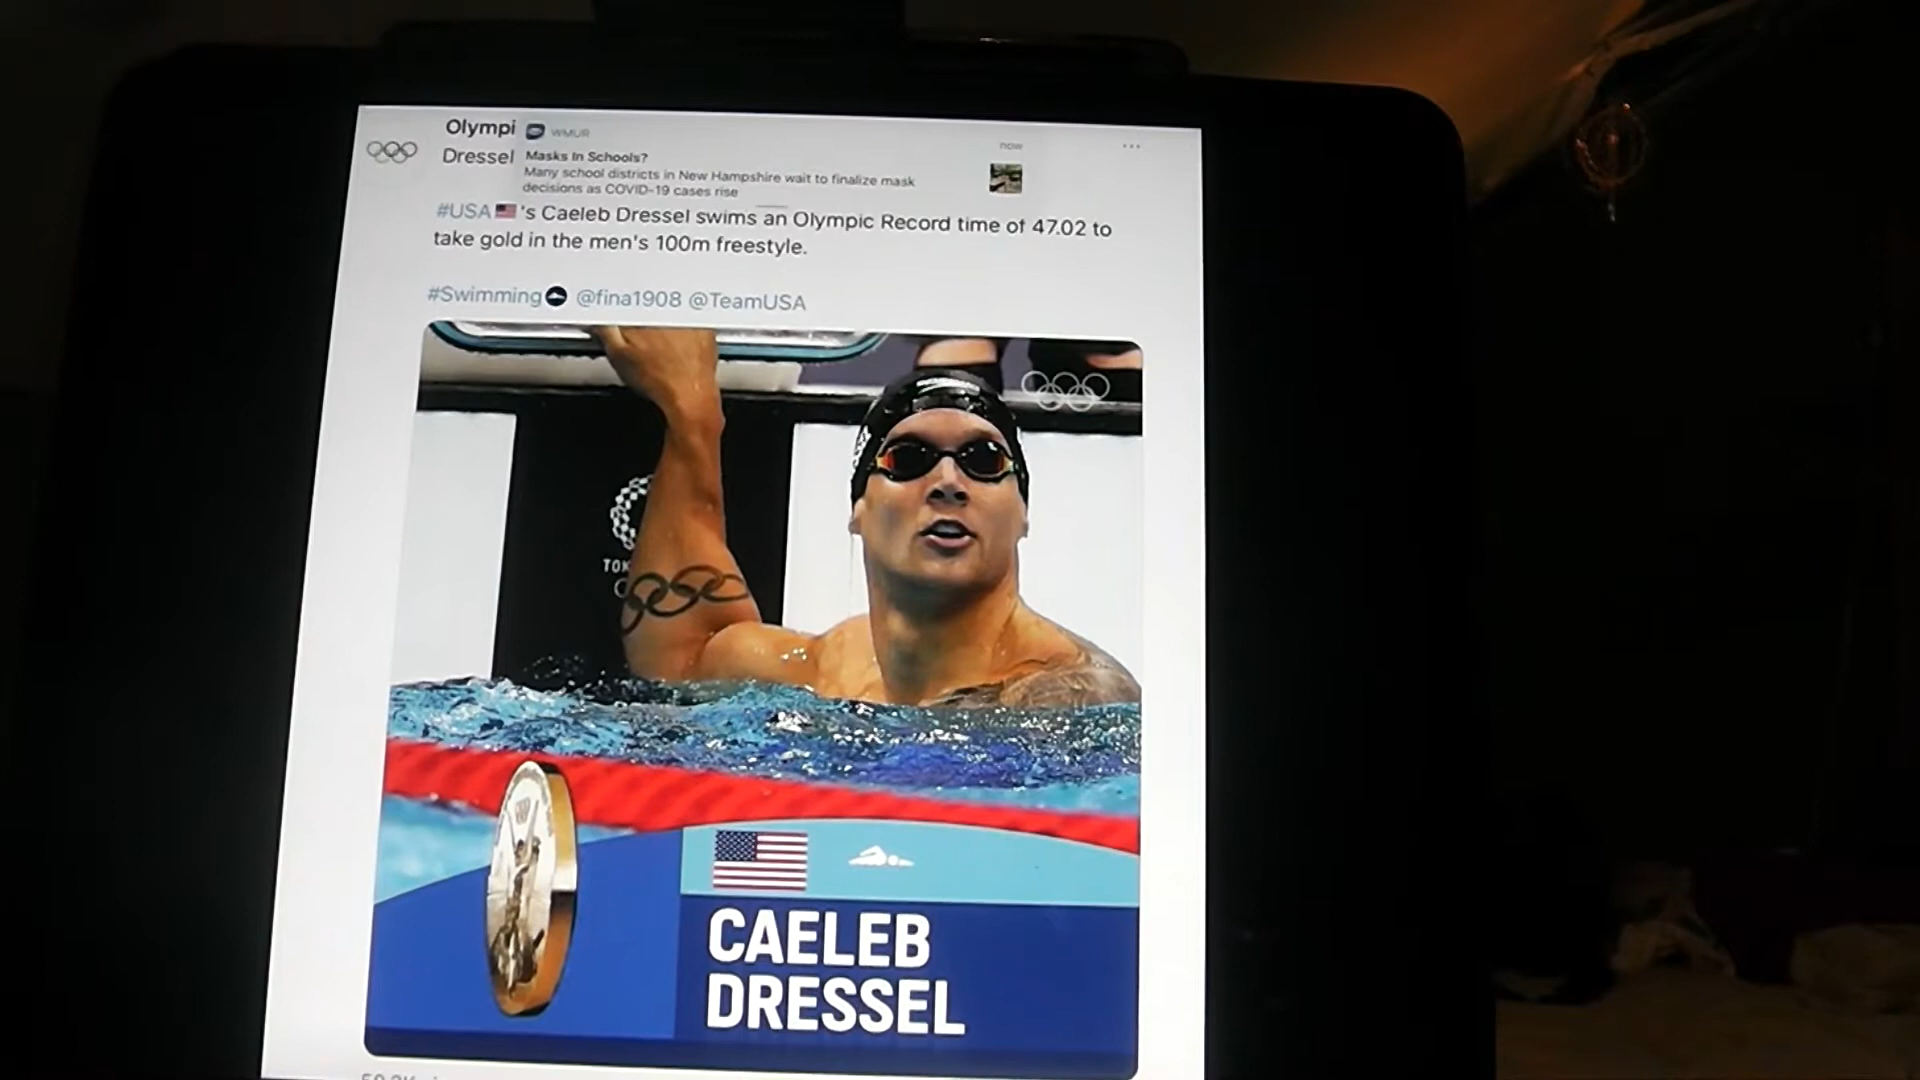 Olympi
WMUR
now
Dressel
Masks In Schools?
Many school districts in New Hampshire wait to finalize mask
decisions as COVID-19 cases rise
#USA's Caeleb Dressel swims an Olympic Record time of 47.02 to
take gold in the men's 100m freestyle.
#Swimming @fina1908 @TeamUSA
TOK
CAELEB
DRESSEL